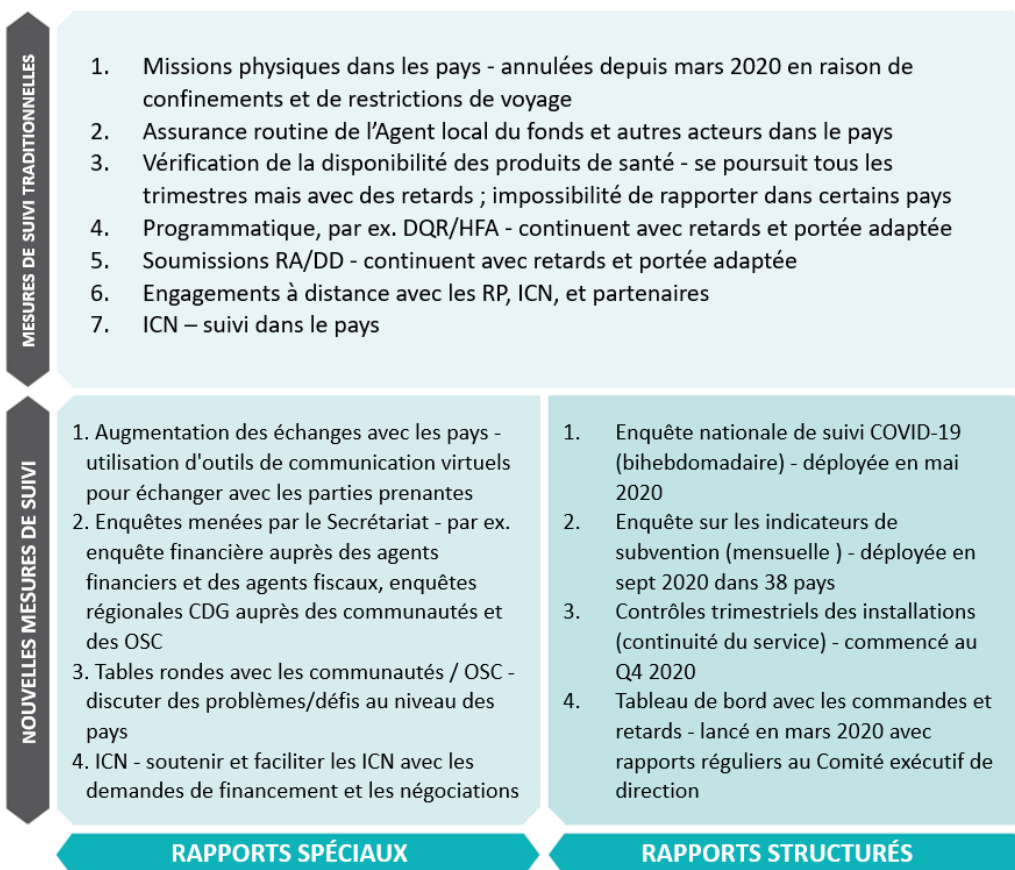 MESURES DE SUIVI TRADITIONNELLES
1. Missions physiques dans les pays - annulées depuis mars 2020 en raison de
confinements et de restrictions de voyage
2. Assurance routine de l'Agent local du fonds et autres acteurs dans le pays
3. Vérification de la disponibilité des produits de santé - se poursuit tous les
trimestres mais avec des retards ; impossibilité de rapporter dans certains pays
4. Programmatique, par ex. DQR/HFA - continuent avec retards et portée adaptée
5. Soumissions RA/DD - continuent avec retards et portée adaptée
6. Engagements à distance avec les RP, ICN, et partenaires
7. ICN – suivi dans le pays
NOUVELLES MESURES DE SUIVI
1. Augmentation des échanges avec les pays -
utilisation d'outils de communication virtuels
pour échanger avec les parties prenantes
2. Enquêtes menées par le Secrétariat - par ex.
enquête financière auprès des agents
financiers et des agents fiscaux, enquêtes
régionales CDG auprès des communautés et
des OSC
3. Tables rondes avec les communautés / OSC -
discuter des problèmes/défis au niveau des
pays
4. ICN - soutenir et faciliter les ICN avec les
demandes de financement et les négociations
1. Enquête nationale de suivi COVID-19
(bihebdomadaire) - déployée en mai
2020
2. Enquête sur les indicateurs de
subvention (mensuelle ) - déployée en
sept 2020 dans 38 pays
3. Contrôles trimestriels des installations
(continuité du service) - commencé au
Q4 2020
4. Tableau de bord avec les commandes et
retards - lancé en mars 2020 avec
rapports réguliers au Comité exécutif de
direction
RAPPORTS SPÉCIAUX
RAPPORTS STRUCTURÉS